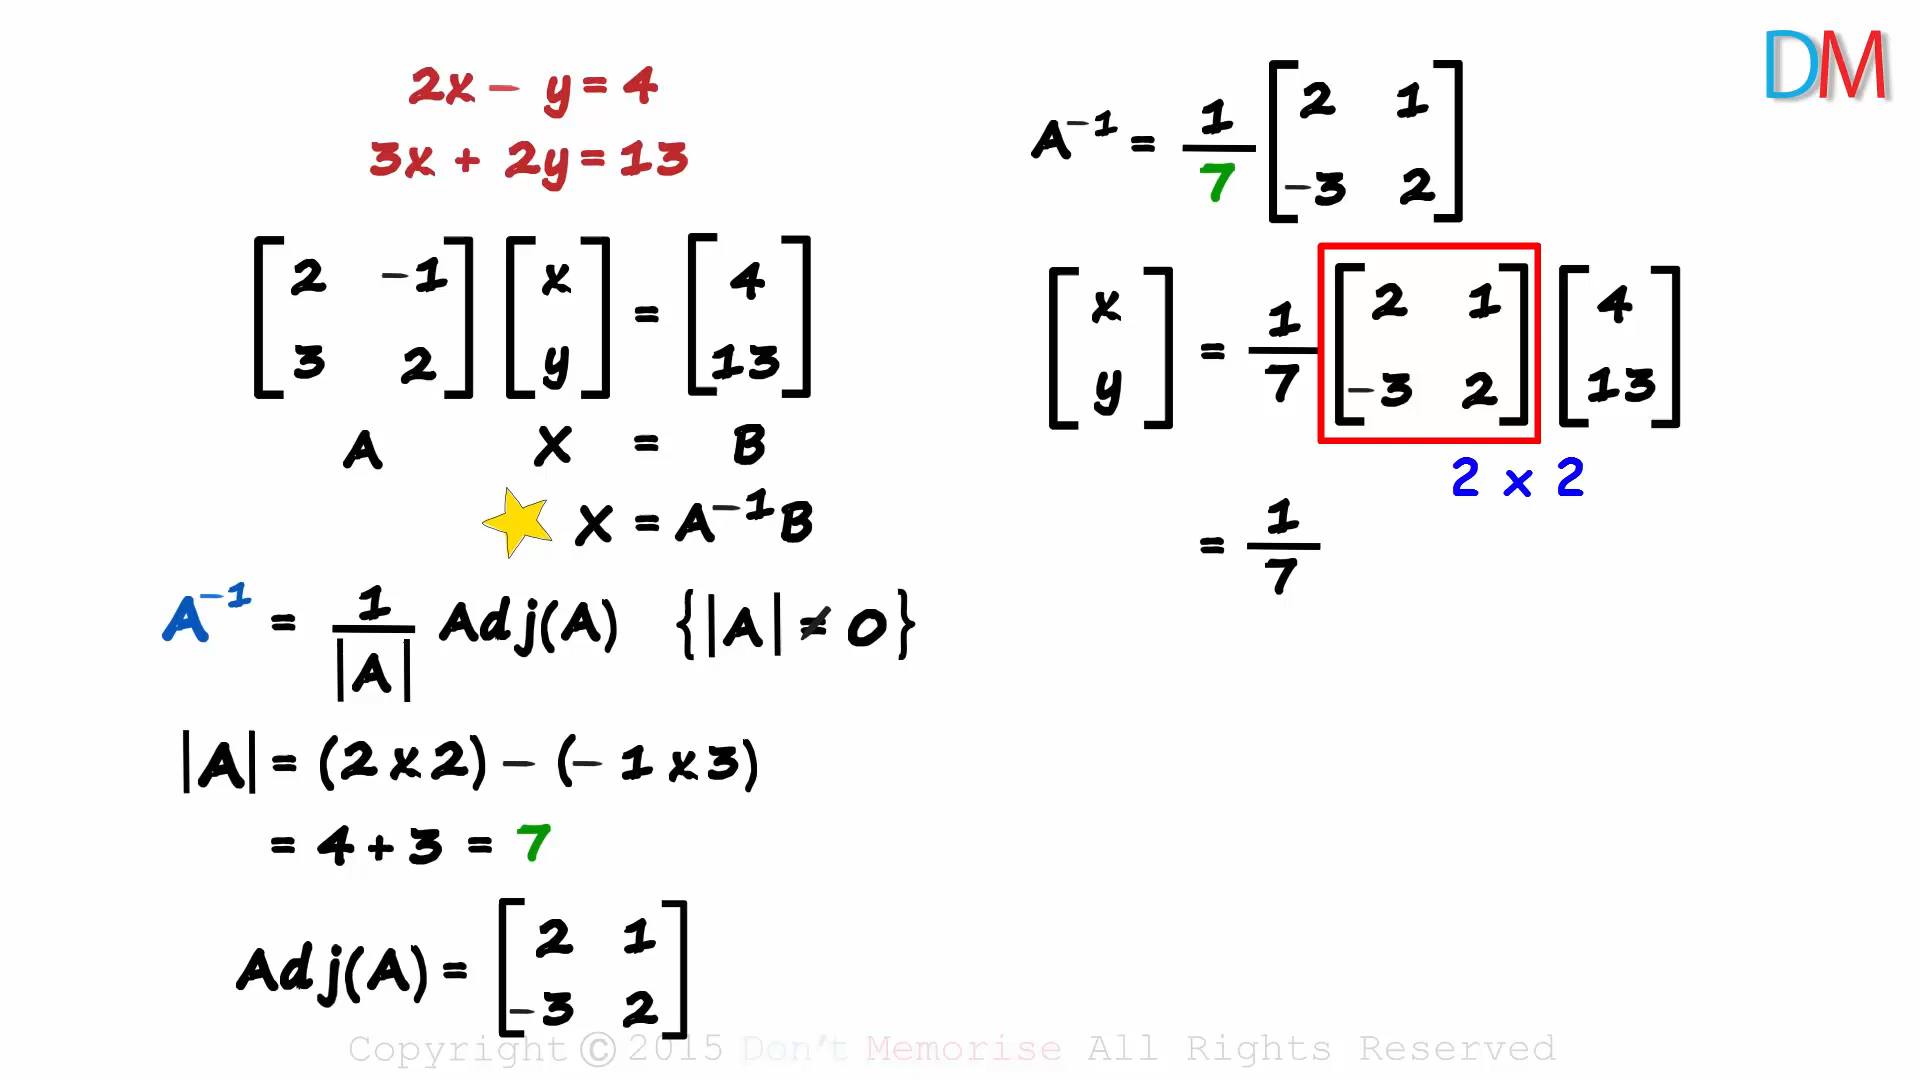 2x − y = 4
3x + 2y = 13
[ 2 −1 ] [ x ] = [ 4 ]
[ 3 2 ] [ y ] [ 13 ]
A X = B
X = A⁻¹B
A⁻¹ = 1/|A| Adj(A) {|A| ≠ 0}
|A| = (2 x 2) − (− 1 x 3)
= 4 + 3 = 7
Adj(A) = [ 2 1 ]
[ −3 2 ]
A⁻¹ = 1/7 [ 2 1 ]
[ −3 2 ]
[ x ] = 1/7 [ 2 1 ] [ 4 ]
[ y ] [ −3 2 ] [ 13 ]
2 x 2
= 1/7
DM
Copyright © 2015 Don't Memorise All Rights Reserved